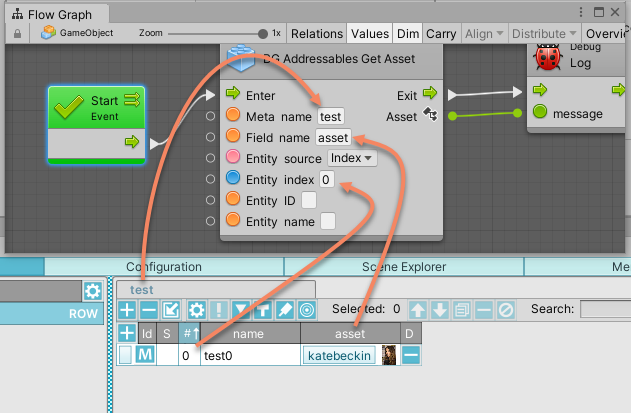 Flow Graph
GameObject Zoom 1x Relations Values Dim Carry Align Distribute Overvie
DG Addressables Get Asset
Debug
Log
Start
Event
Enter Exit
Meta name test Asset
message
Field name asset
Entity source Index
Entity index 0
Entity ID
Entity name
Configuration Scene Explorer Me
test
ROW
Selected: 0 Search:
Id S # name asset D
M 0 test0 katebeckin